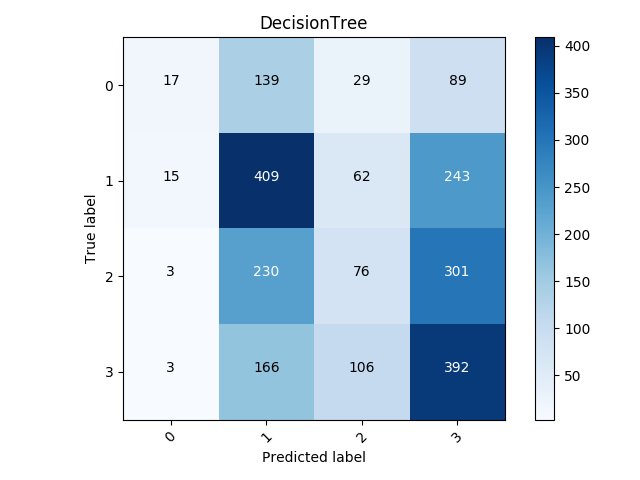 DecisionTree
True label
0 17 139 29 89
1 15 409 62 243
2 3 230 76 301
3 3 166 106 392
0 1 2 3
Predicted label
400
350
300
250
200
150
100
50